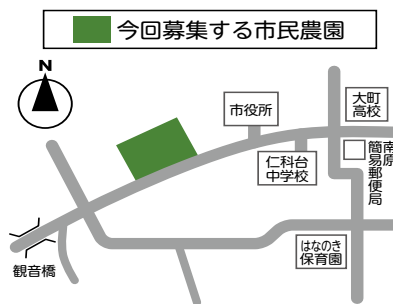 今回募集する市民農園
N
市役所
大町
高校
仁科台
中学校
南原
簡易郵便局
はなのき
保育園
観音橋